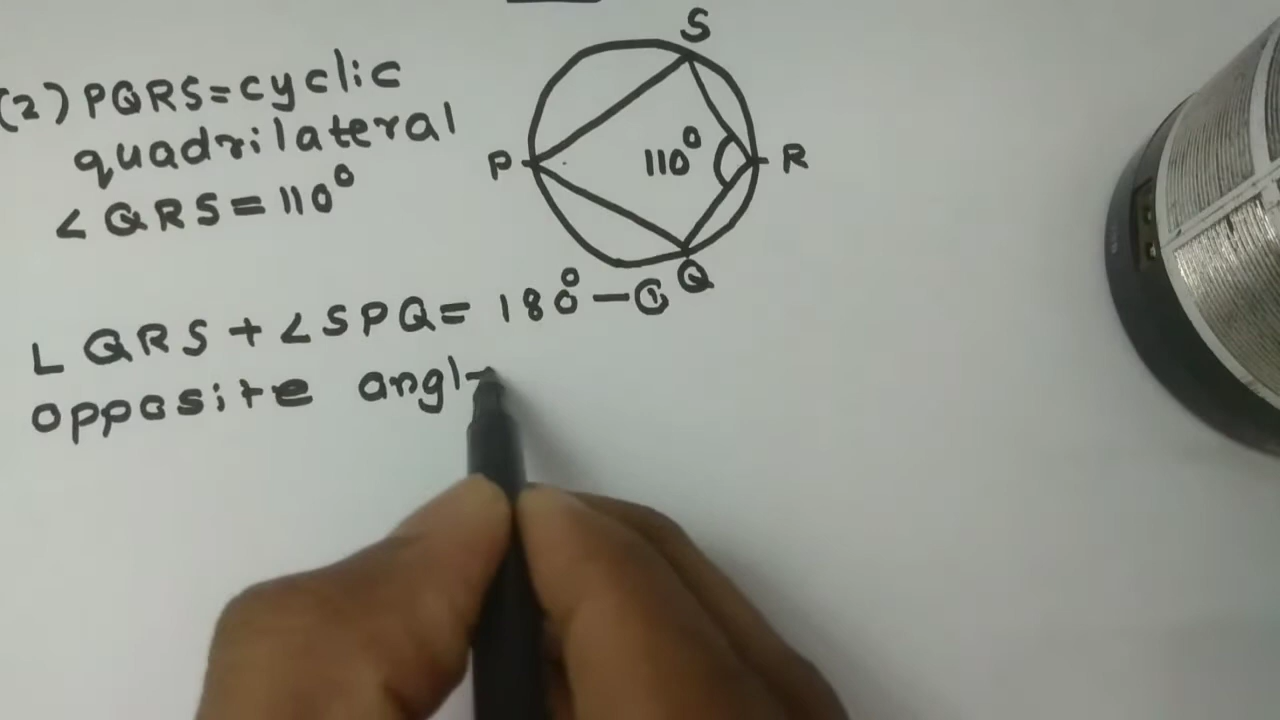 (2) PQRS=cyclic
quadrilateral
∠QRS=110°
S
P
110°
R
Q
∠QRS+∠SPQ=180°-①
opposite angl